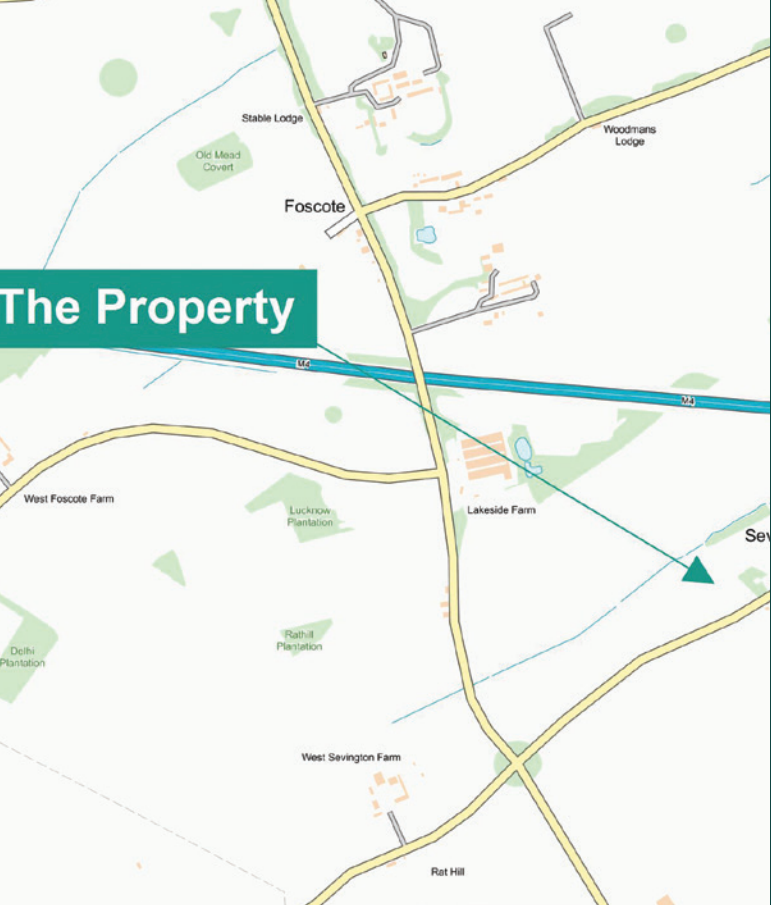 Stable Lodge
Woodmans
Lodge
Old Mead
Covert
Foscote
The Property
M4
M4
West Foscote Farm
Lucknow
Plantation
Lakeside Farm
Sev
Rathill
Plantation
Delhi
Plantation
West Sevington Farm
Rat Hill